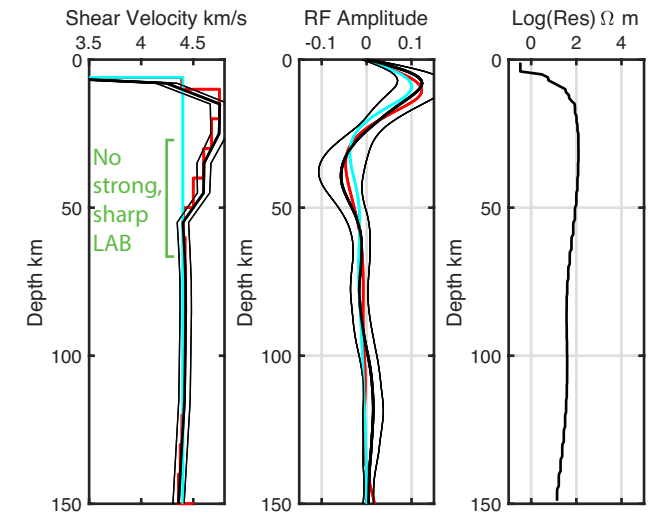 Shear Velocity km/s
3.5 4 4.5
0
50
100
150
Depth km
No
strong,
sharp
LAB
RF Amplitude
-0.1 0 0.1
0
50
100
150
Depth km
Log(Res) Ω m
0 2 4
0
50
100
150
Depth km